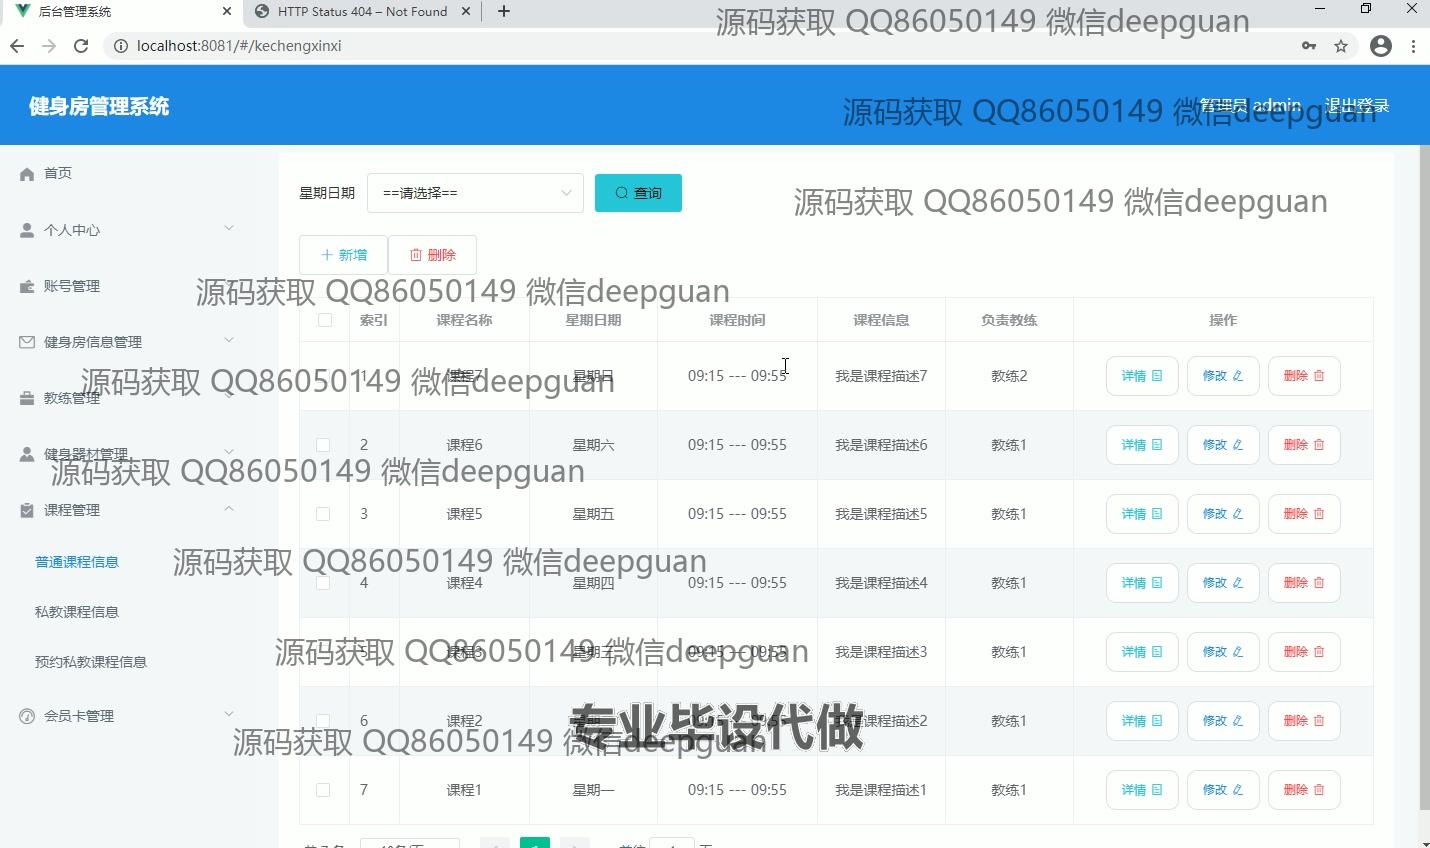 后台管理系统
HTTP Status 404 – Not Found
localhost:8081/#/kechengxinxi
源码获取 QQ86050149 微信deepguan
健身房管理系统
管理员 admin
退出登录
源码获取 QQ86050149 微信deepguan
首页
个人中心
账号管理
健身房信息管理
教练管理
健身器材管理
课程管理
普通课程信息
私教课程信息
预约私教课程信息
会员卡管理
星期日期 ==请选择== 查询
源码获取 QQ86050149 微信deepguan
新增 删除
源码获取 QQ86050149 微信deepguan
索引 课程名称 星期日期 课程时间 课程信息 负责教练 操作
1 课程7 星期日 09:15 --- 09:55 我是课程描述7 教练2 详情 修改 删除
源码获取 QQ86050149 微信deepguan
2 课程6 星期六 09:15 --- 09:55 我是课程描述6 教练1 详情 修改 删除
源码获取 QQ86050149 微信deepguan
3 课程5 星期五 09:15 --- 09:55 我是课程描述5 教练1 详情 修改 删除
源码获取 QQ86050149 微信deepguan
4 课程4 星期四 09:15 --- 09:55 我是课程描述4 教练1 详情 修改 删除
5 课程3 星期三 09:15 --- 09:55 我是课程描述3 教练1 详情 修改 删除
源码获取 QQ86050149 微信deepguan
6 课程2 星期 我是课程描述2 教练1 详情 修改 删除
专业毕设代做
源码获取 QQ86050149 微信deepguan
7 课程1 星期一 09:15 --- 09:55 我是课程描述1 教练1 详情 修改 删除